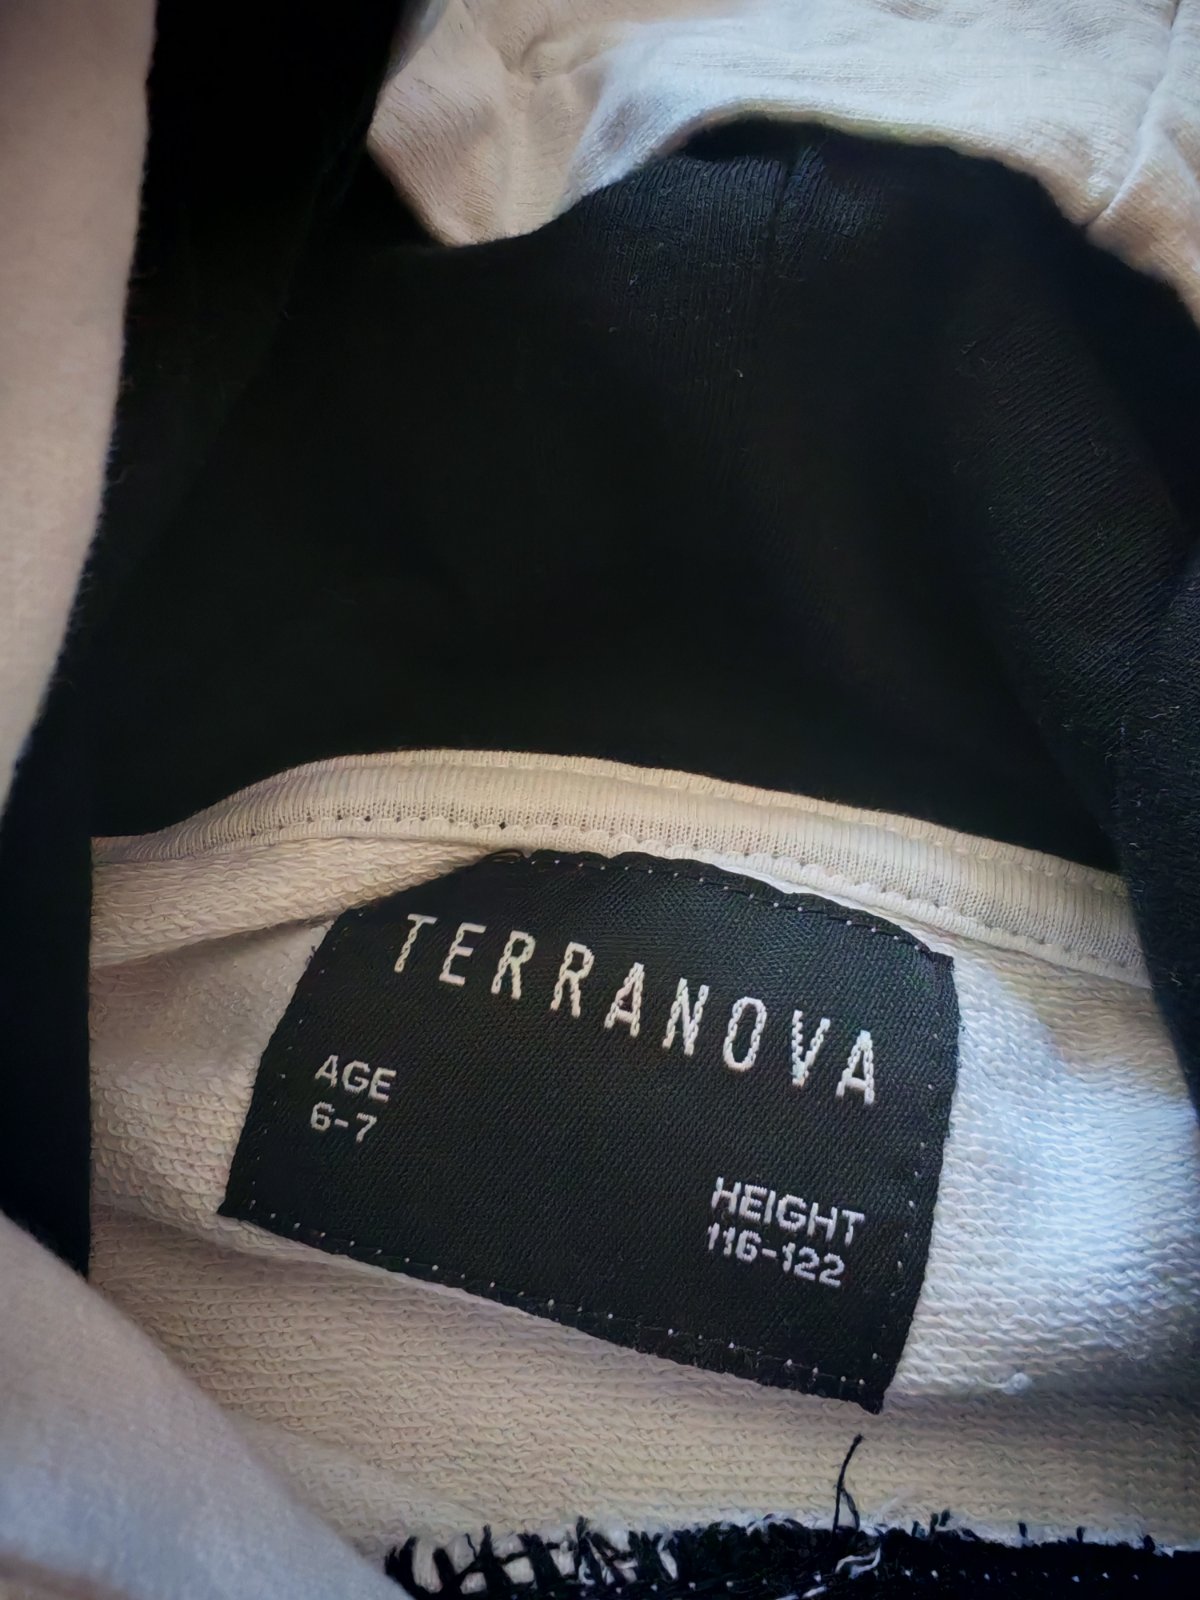 TERRANOVA
AGE
6-7
HEIGHT
116-122